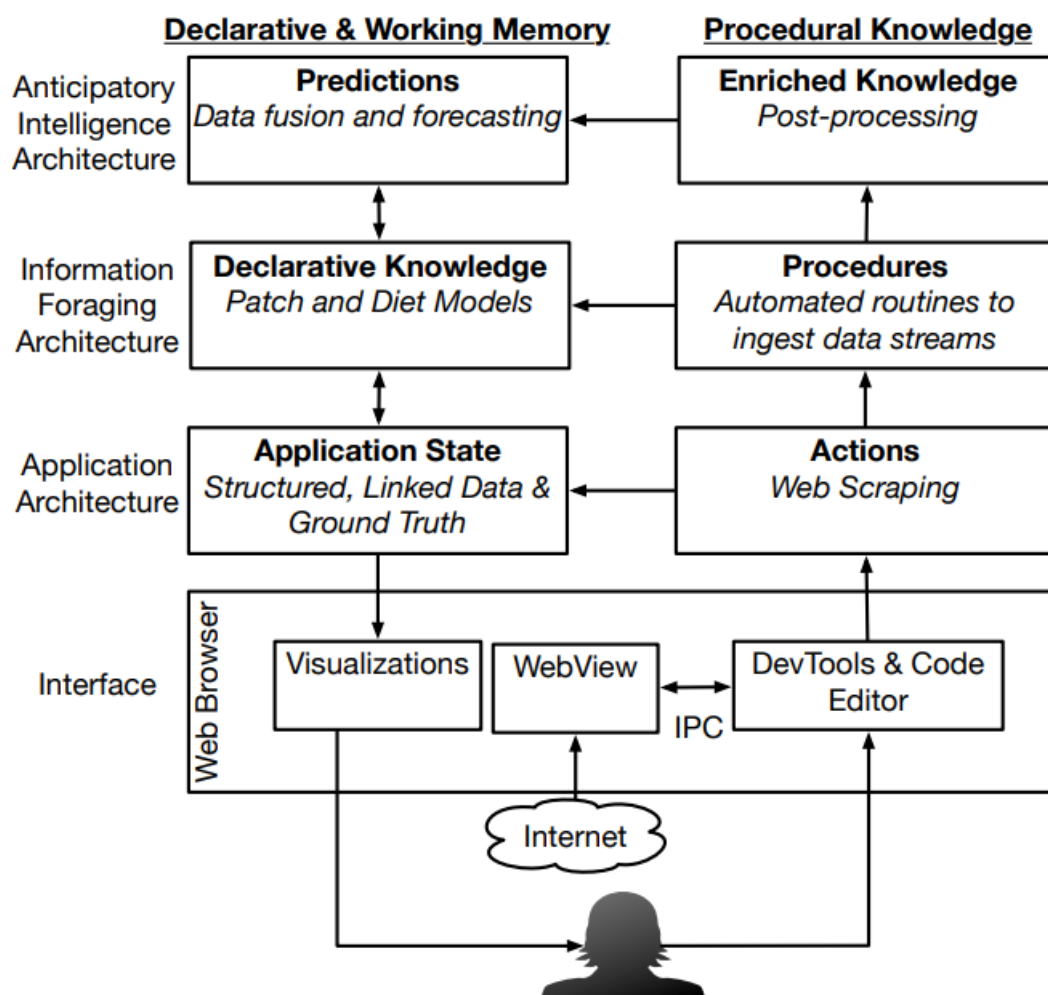 Declarative & Working Memory
Procedural Knowledge
Anticipatory
Intelligence
Architecture
Predictions
Data fusion and forecasting
Enriched Knowledge
Post-processing
Information
Foraging
Architecture
Declarative Knowledge
Patch and Diet Models
Procedures
Automated routines to
ingest data streams
Application
Architecture
Application State
Structured, Linked Data &
Ground Truth
Actions
Web Scraping
Interface
Web Browser
Visualizations
WebView
IPC
DevTools & Code
Editor
Internet